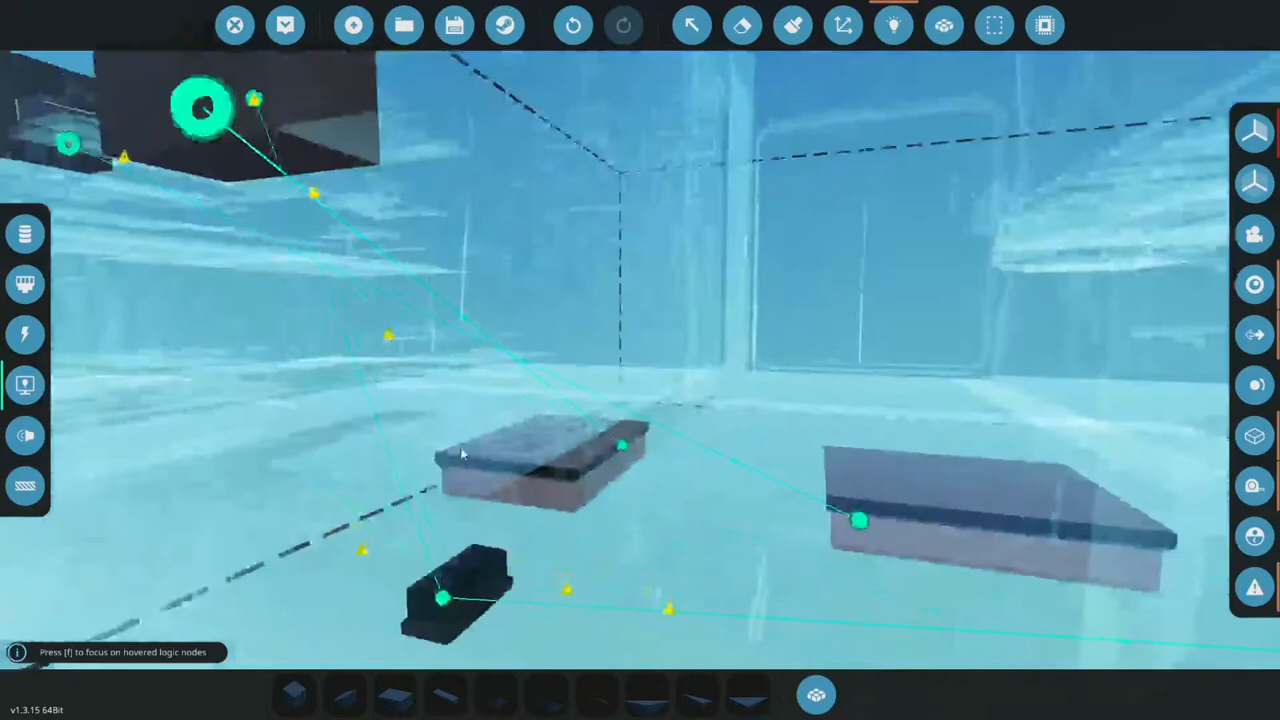 Press [f] to focus on hovered logic nodes
v1.3.15 64Bit